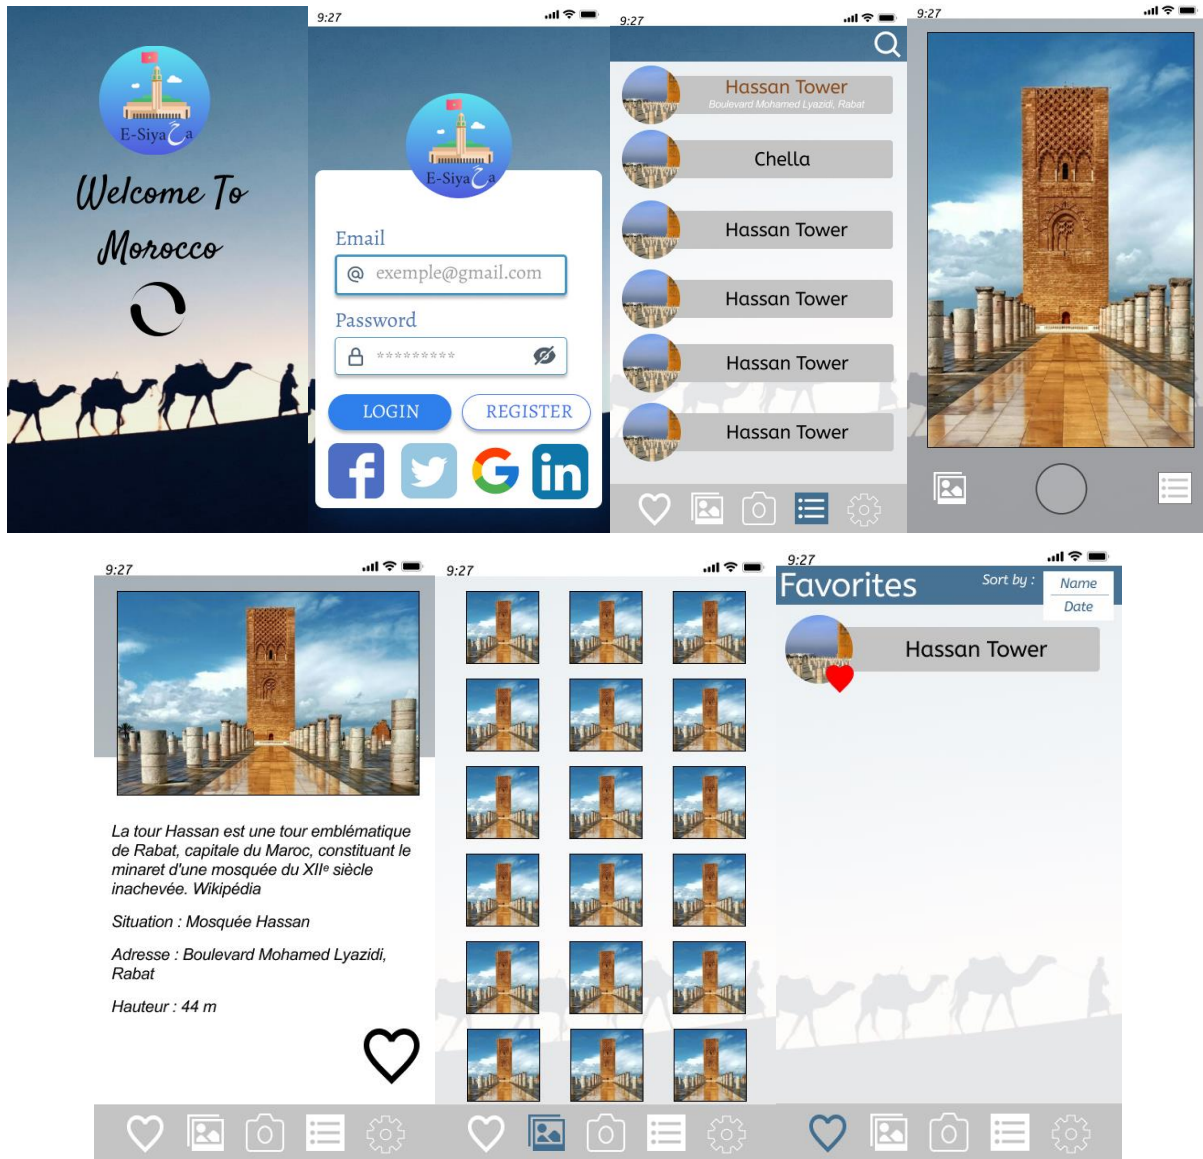 E-Siya حـ a
Welcome To
Morocco
9:27
E-Siya حـ a
Email
@ exemple@gmail.com
Password
*********
LOGIN
REGISTER
f
G
in
9:27
Hassan Tower
Boulevard Mohamed Lyazidi, Rabat
Chella
Hassan Tower
Hassan Tower
Hassan Tower
Hassan Tower
9:27
9:27
La tour Hassan est une tour emblématique
de Rabat, capitale du Maroc, constituant le
minaret d'une mosquée du XIIᵉ siècle
inachevée. Wikipédia
Situation : Mosquée Hassan
Adresse : Boulevard Mohamed Lyazidi,
Rabat
Hauteur : 44 m
9:27
9:27
Favorites
Sort by :
Name
Date
Hassan Tower